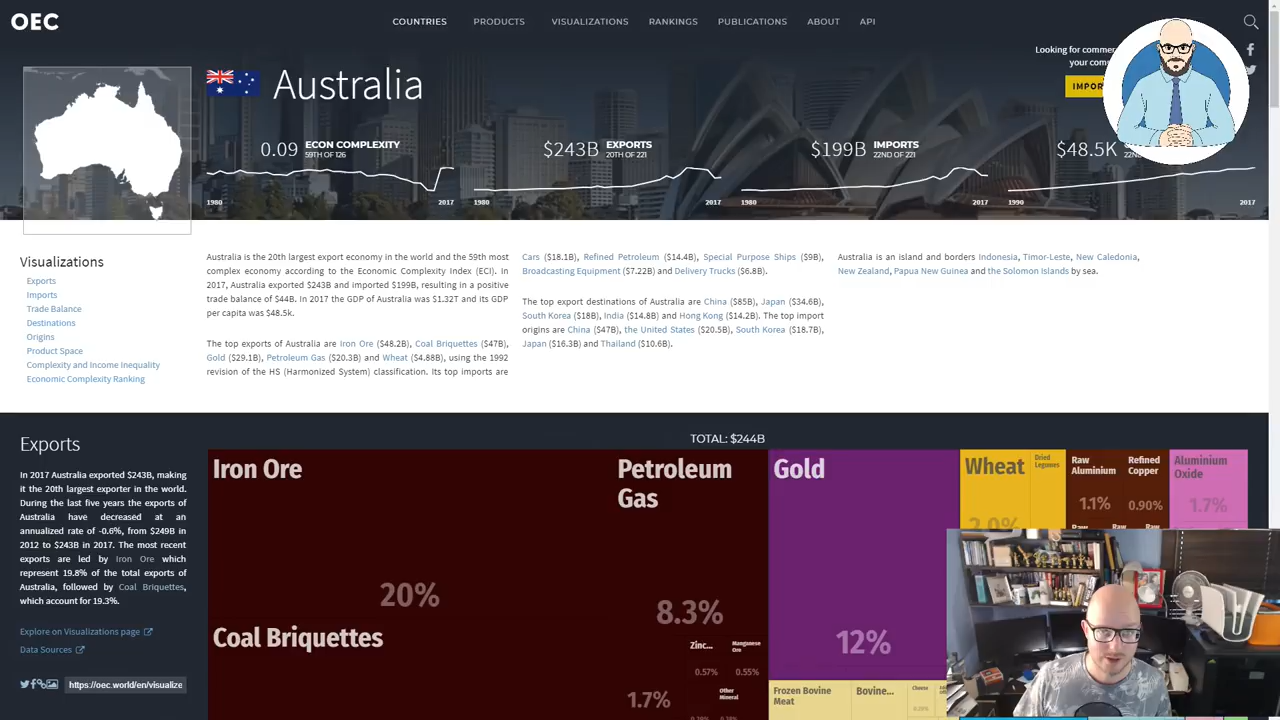 OEC
COUNTRIES
PRODUCTS
VISUALIZATIONS
RANKINGS
PUBLICATIONS
ABOUT
API
Looking for
your
Australia
0.09 ECON COMPLEXITY
59TH OF 126
$243B EXPORTS
20TH OF 221
$199B IMPORTS
22ND OF 221
$48.5K
1980
2017
1980
2017
1980
2017
1990
2017
Visualizations
Exports
Imports
Trade Balance
Destinations
Origins
Product Space
Complexity and Income Inequality
Economic Complexity Ranking
Australia is the 20th largest export economy in the world and the 59th most
complex economy according to the Economic Complexity Index (ECI). In
2017, Australia exported $243B and imported $199B, resulting in a positive
trade balance of $44B. In 2017 the GDP of Australia was $1.32T and its GDP
per capita was $48.5k.
The top exports of Australia are Iron Ore ($48.2B), Coal Briquettes ($47B),
Gold ($29.1B), Petroleum Gas ($20.3B) and Wheat ($4.88B), using the 1992
revision of the HS (Harmonized System) classification. Its top imports are
Cars ($18.1B), Refined Petroleum ($14.4B), Special Purpose Ships ($9B),
Broadcasting Equipment ($7.22B) and Delivery Trucks ($6.8B).
The top export destinations of Australia are China ($85B), Japan ($34.6B),
South Korea ($18B), India ($14.8B) and Hong Kong ($14.2B). The top import
origins are China ($47B), the United States ($20.5B), South Korea ($18.7B),
Japan ($16.3B) and Thailand ($10.6B).
Australia is an island and borders Indonesia, Timor-Leste, New Caledonia,
New Zealand, Papua New Guinea and the Solomon Islands by sea.
Exports
In 2017 Australia exported $243B, making
it the 20th largest exporter in the world.
During the last five years the exports of
Australia have decreased at an
annualized rate of -0.6%, from $249B in
2012 to $243B in 2017. The most recent
exports are led by Iron Ore which
represent 19.8% of the total exports of
Australia, followed by Coal Briquettes,
which account for 19.3%.
Explore on Visualizations page
Data Sources
https://oec.world/en/visualize
TOTAL: $244B
Iron Ore
20%
Coal Briquettes
Petroleum
Gas
8.3%
Zinc...
0.57%
Manganese
Ore
0.55%
1.7%
Other
Mineral
Gold
12%
Frozen Bovine
Meat
Bovine...
Cheese
Wheat
2.0%
Dried
Legumes
Raw
Aluminium
1.1%
Refined
Copper
0.90%
Raw
Raw
Aluminium
Oxide
1.7%